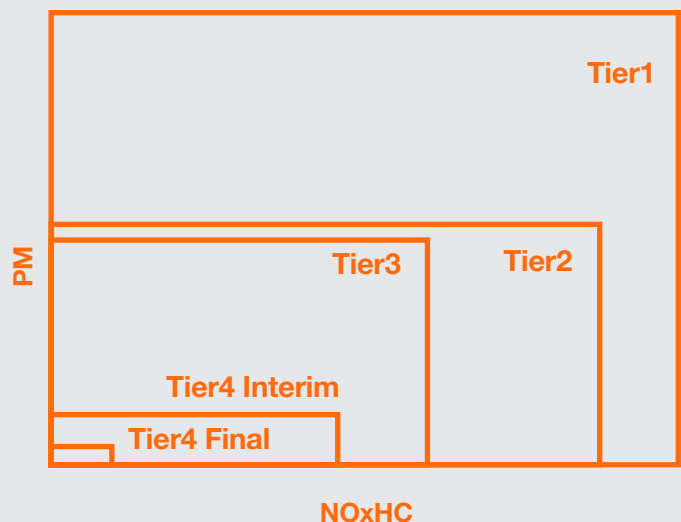 Tier1
Tier2
Tier3
PM
Tier4 Interim
Tier4 Final
NOxHC